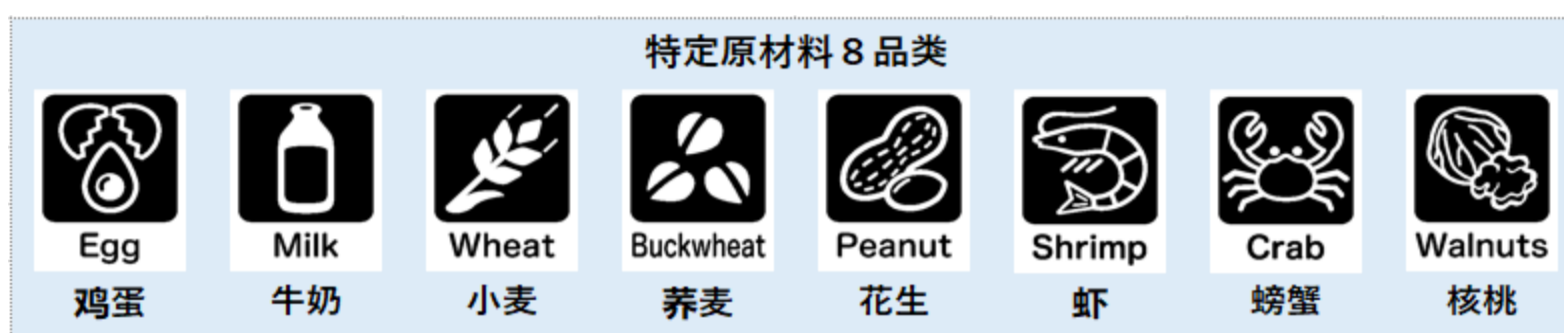 特定原材料８品类
Egg Milk Wheat Buckwheat Peanut Shrimp Crab Walnuts
鸡蛋 牛奶 小麦 荞麦 花生 虾 螃蟹 核桃